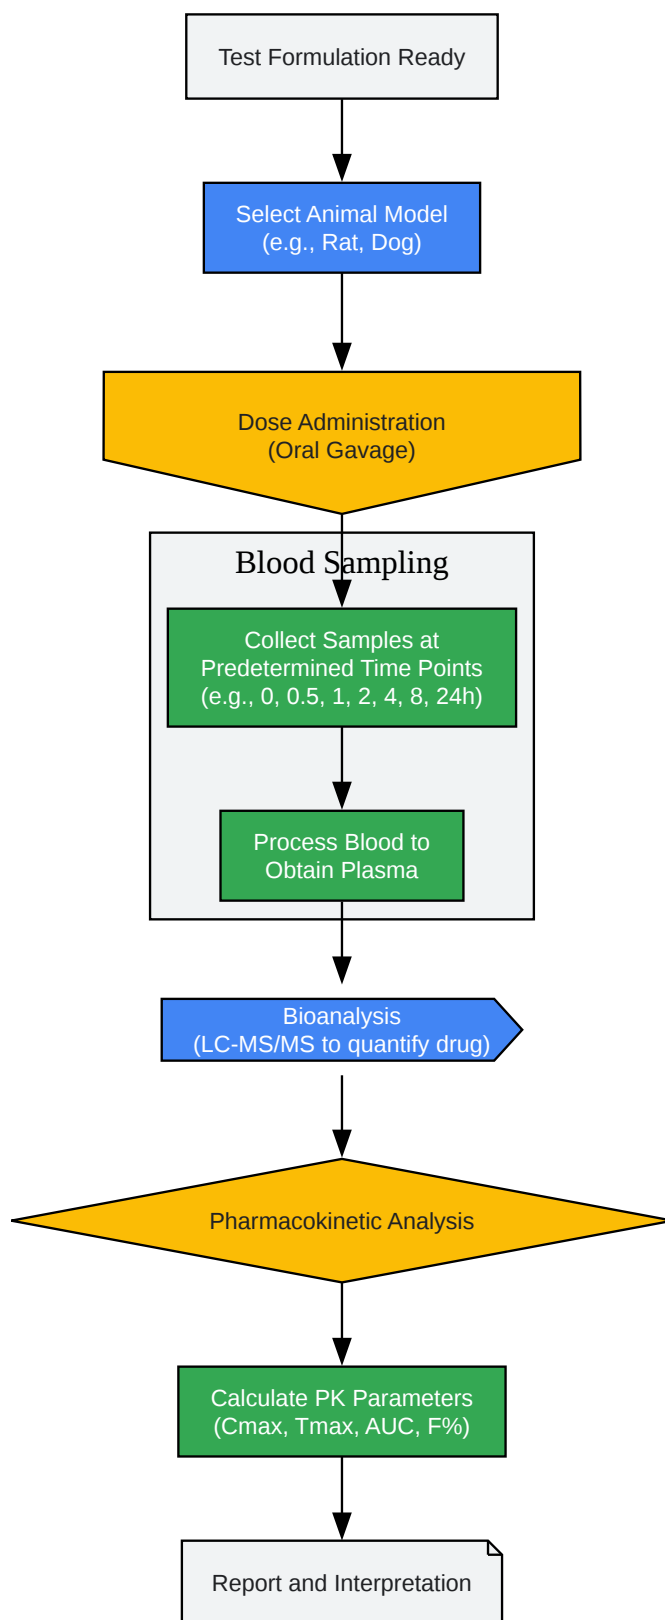 Test Formulation Ready
Select Animal Model
(e.g., Rat, Dog)
Dose Administration
(Oral Gavage)
Blood Sampling
Collect Samples at
Predetermined Time Points
(e.g., 0, 0.5, 1, 2, 4, 8, 24h)
Process Blood to
Obtain Plasma
Bioanalysis
(LC-MS/MS to quantify drug)
Pharmacokinetic Analysis
Calculate PK Parameters
(Cmax, Tmax, AUC, F%)
Report and Interpretation